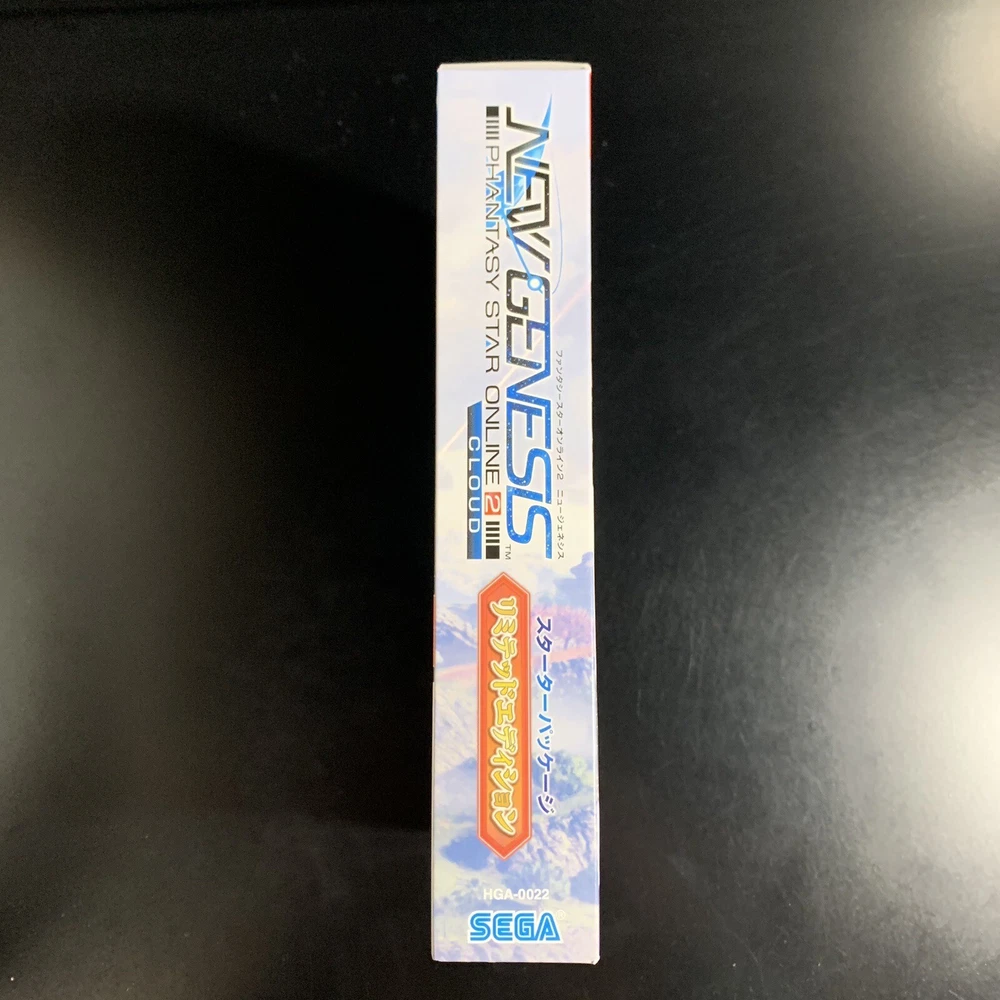 ファンタシースターオンライン2 ニュージェネシス
NEW GENESIS™
PHANTASY STAR ONLINE 2
CLOUD
スターターパッケージ
リミテッドエディション
HGA-0022
SEGA®